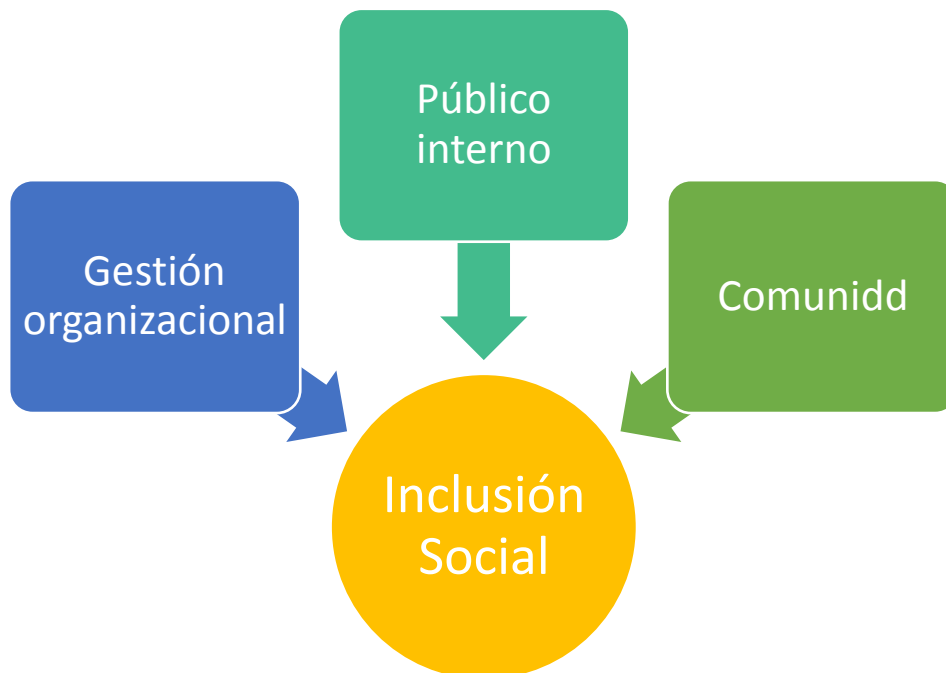 Público
interno
Gestión
organizacional
Comunidd
Inclusión
Social